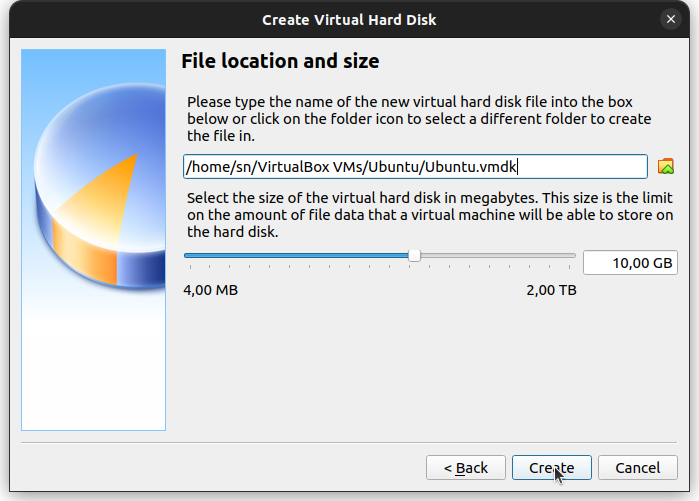 Create Virtual Hard Disk
File location and size
Please type the name of the new virtual hard disk file into the box
below or click on the folder icon to select a different folder to create
the file in.
/home/sn/VirtualBox VMs/Ubuntu/Ubuntu.vmdk
Select the size of the virtual hard disk in megabytes. This size is the limit
on the amount of file data that a virtual machine will be able to store on
the hard disk.
10,00 GB
4,00 MB 2,00 TB
< Back Create Cancel